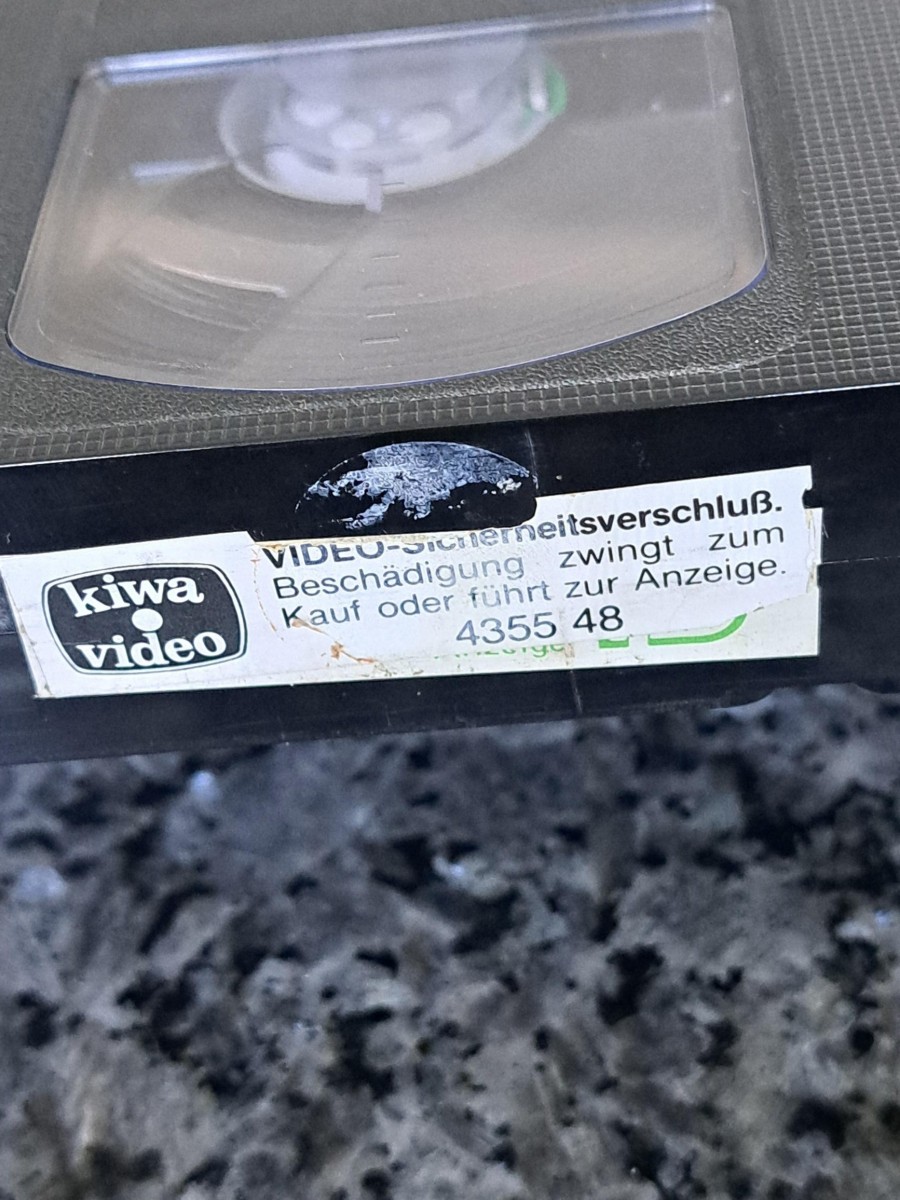 kiwa
video
VIDEO-Sicherheitsverschluß.
Beschädigung zwingt zum
Kauf oder führt zur Anzeige.
4355 48